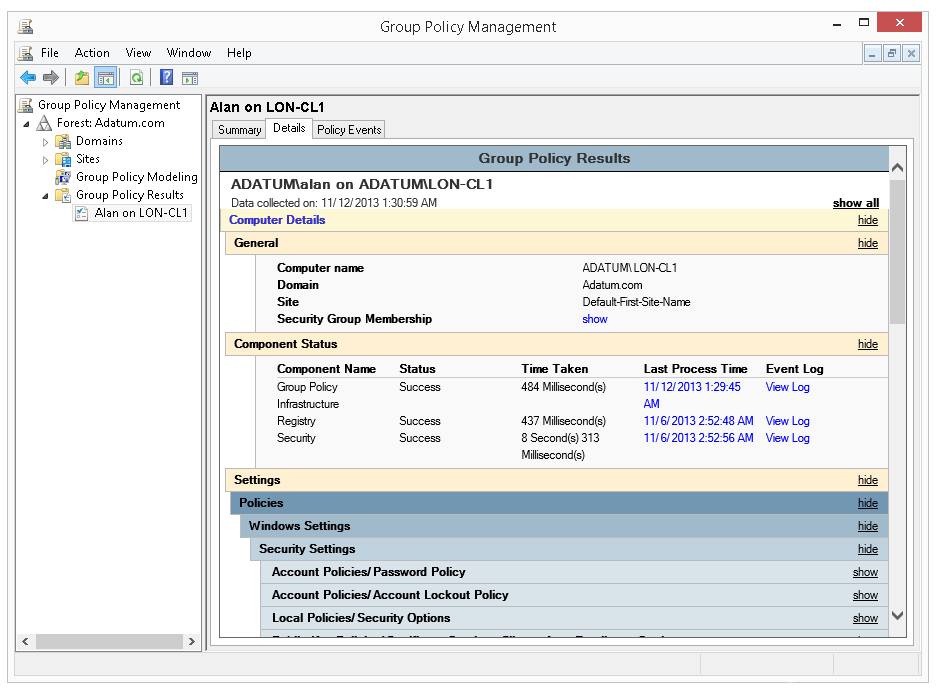 Group Policy Management
File Action View Window Help
Group Policy Management
Forest: Adatum.com
Domains
Sites
Group Policy Modeling
Group Policy Results
Alan on LON-CL1
Alan on LON-CL1
Summary Details Policy Events
Group Policy Results
ADATUM\alan on ADATUM\LON-CL1
Data collected on: 11/12/2013 1:30:59 AM show all
Computer Details hide
General hide
Computer name ADATUM\LON-CL1
Domain Adatum.com
Site Default-First-Site-Name
Security Group Membership show
Component Status hide
Component Name Status Time Taken Last Process Time Event Log
Group Policy Success 484 Millisecond(s) 11/12/2013 1:29:45 View Log
Infrastructure AM
Registry Success 437 Millisecond(s) 11/6/2013 2:52:48 AM View Log
Security Success 8 Second(s) 313 11/6/2013 2:52:56 AM View Log
Millisecond(s)
Settings hide
Policies hide
Windows Settings hide
Security Settings hide
Account Policies/Password Policy show
Account Policies/Account Lockout Policy show
Local Policies/Security Options show